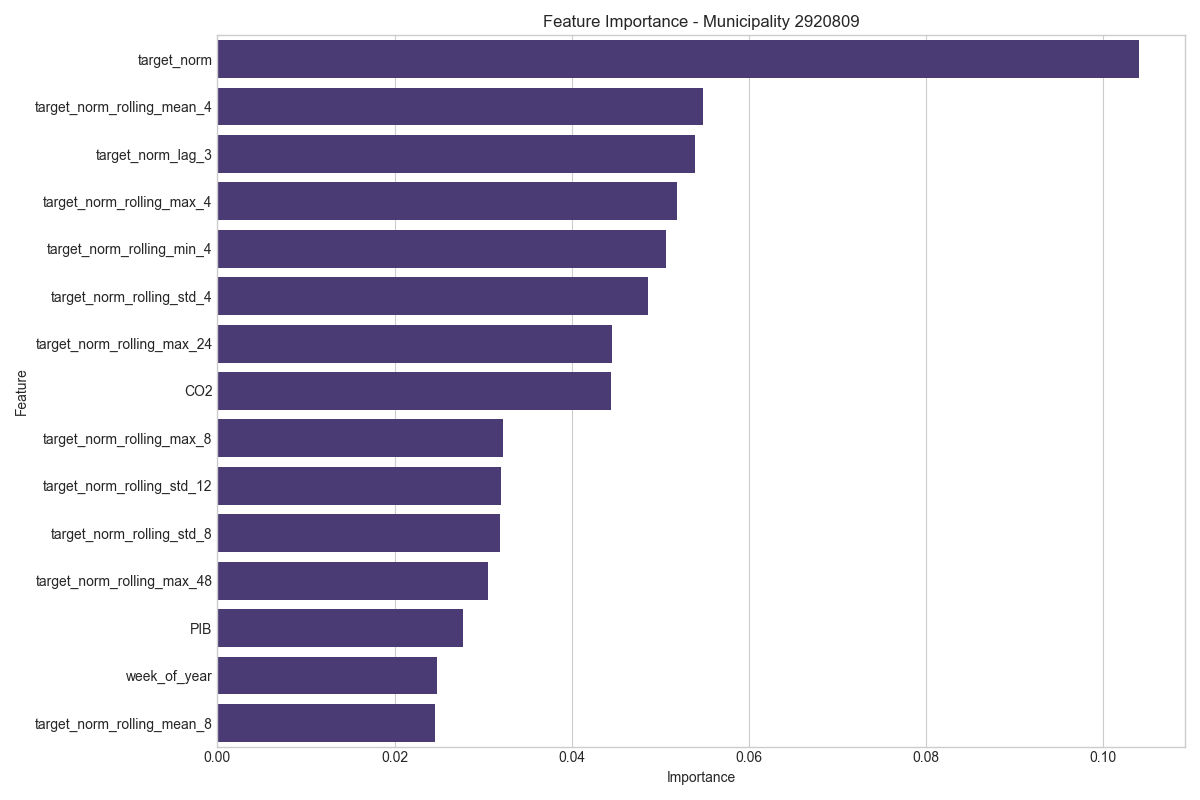 Feature Importance - Municipality 2920809
target_norm
target_norm_rolling_mean_4
target_norm_lag_3
target_norm_rolling_max_4
target_norm_rolling_min_4
target_norm_rolling_std_4
target_norm_rolling_max_24
CO2
target_norm_rolling_max_8
target_norm_rolling_std_12
target_norm_rolling_std_8
target_norm_rolling_max_48
PIB
week_of_year
target_norm_rolling_mean_8
Feature
0.00 0.02 0.04 0.06 0.08 0.10
Importance